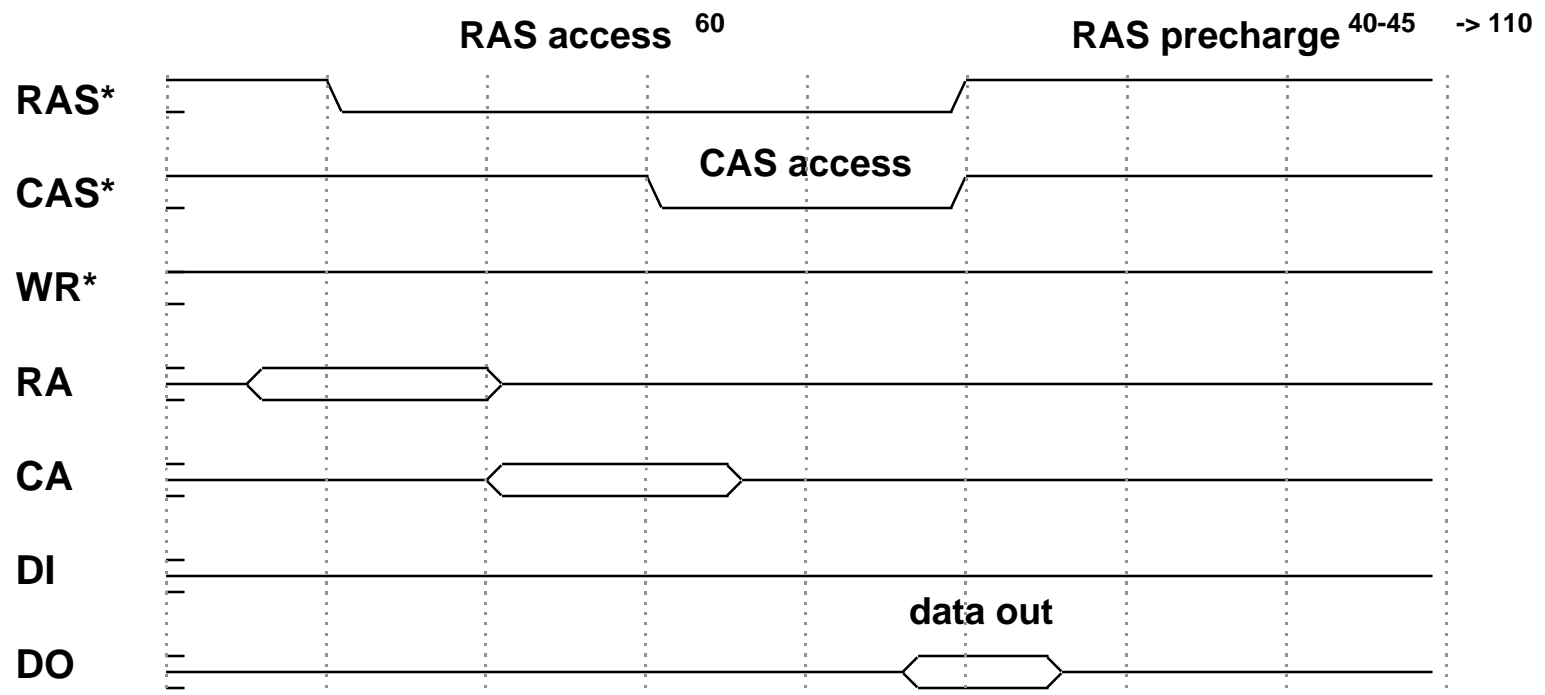 RAS access 60
RAS precharge 40-45 -> 110
RAS*
CAS access
CAS*
WR*
RA
CA
DI
data out
DO